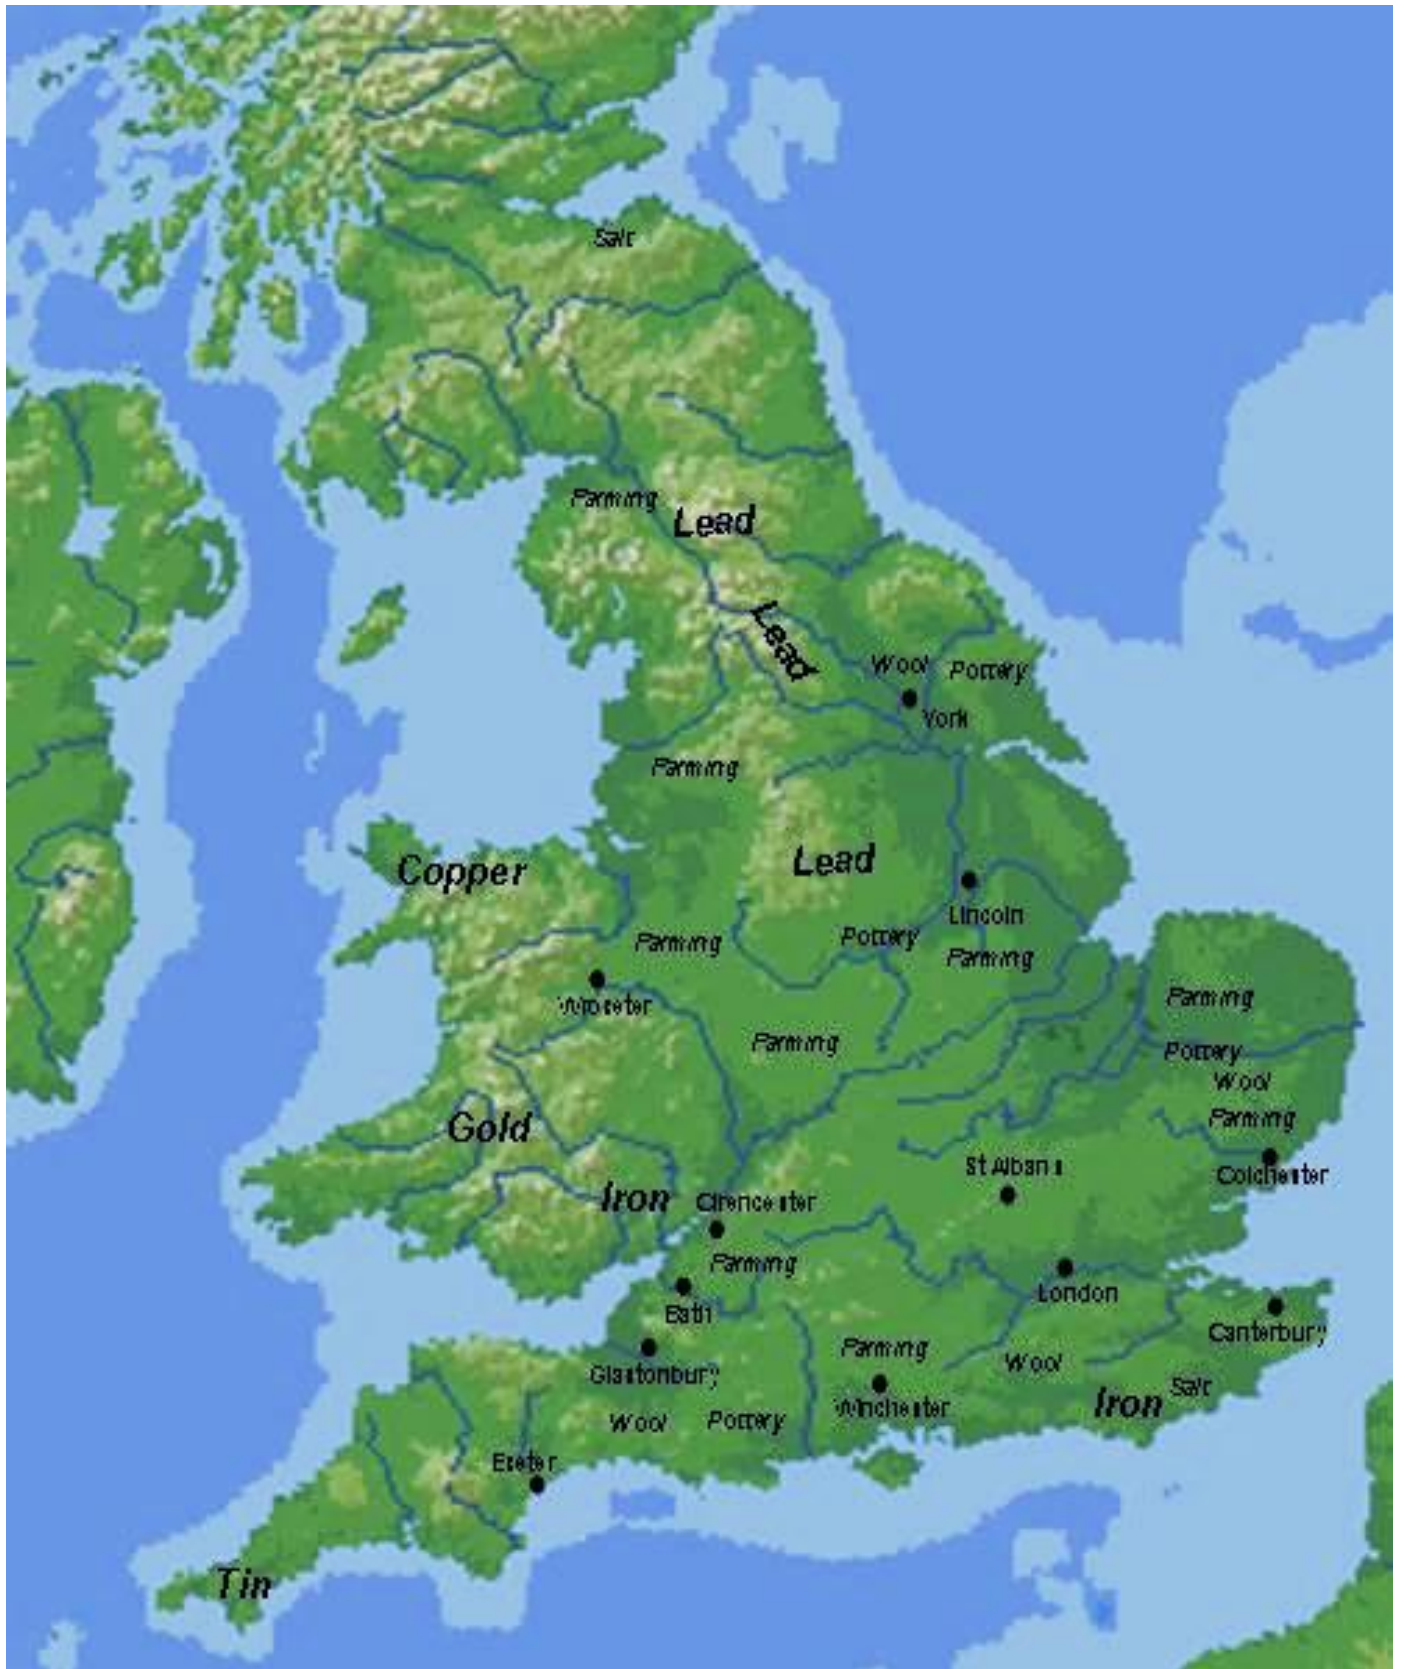 Salt
Farming
Lead
Lead
Wool Pottery
York
Farming
Copper
Lead
Lincoln
Farming
Pottery
Farming
Wroxeter
Farming
Farming
Pottery
Wool
Farming
Gold
St Albans
Colchester
Iron
Cirencester
Farming
London
Bath
Canterbury
Farming
Glastonbury
Wool
Salt
Iron
Winchester
Wool
Pottery
Exeter
Tin